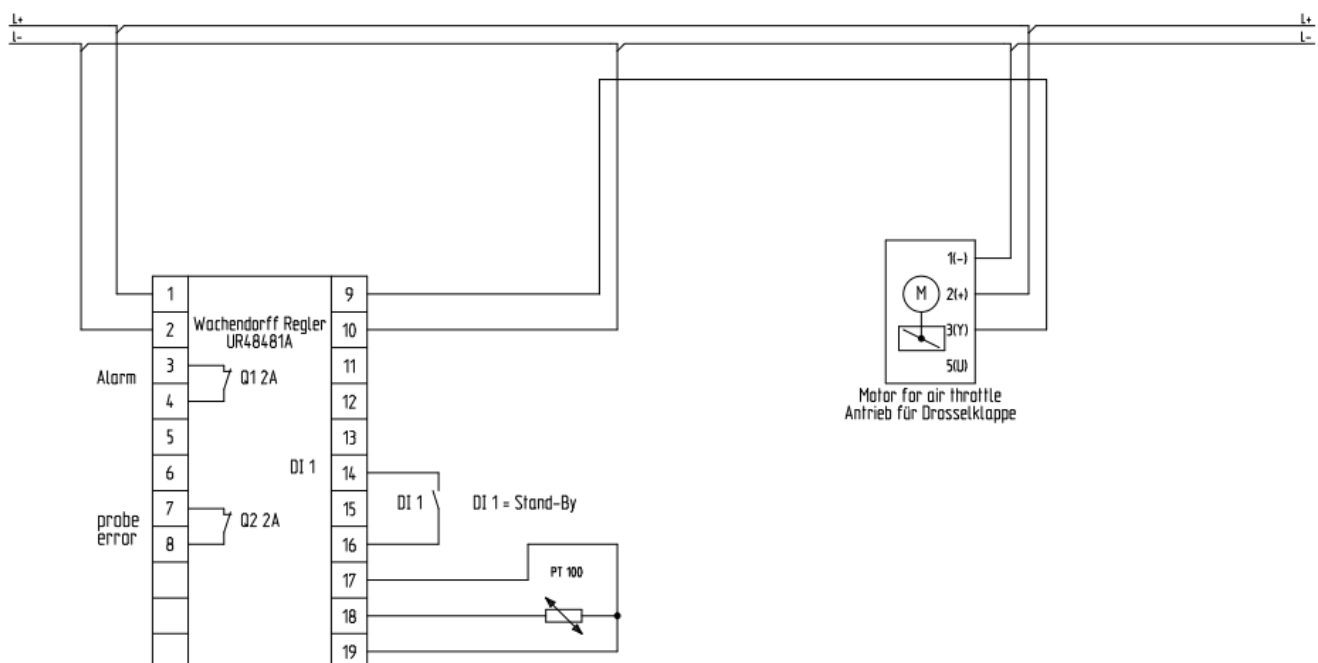 L+ L+
L- L-
1(-)
1 9 M 2(+)
2 Wachendorff Regler 10 3(Y)
UR48481A
3 11 5(U)
Alarm Q1 2A
4 12 Motor for air throttle
Antrieb für Drosselklappe
5 13
6 DI 1 14
7 15 DI 1 DI 1 = Stand-By
probe Q2 2A
error 8 16
17 PT 100
18
19